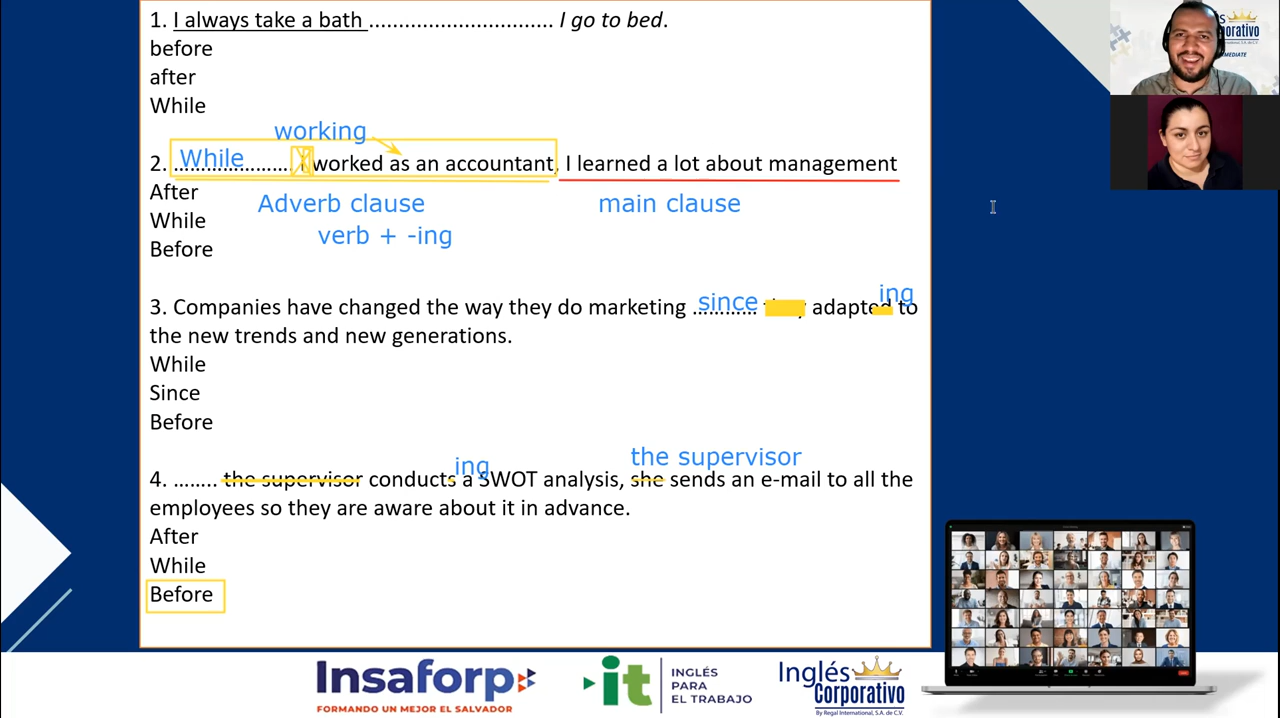 1. I always take a bath ............................... I go to bed.
before
after
While
working
2. While I worked as an accountant, I learned a lot about management
After
Adverb clause main clause
While
verb + -ing
Before
ing
3. Companies have changed the way they do marketing since adapted to
the new trends and new generations.
While
Since
Before
the supervisor
ing
4. ........ the supervisor conducts a SWOT analysis, she sends an e-mail to all the
employees so they are aware about it in advance.
After
While
Before
Insaforp
FORMANDO UN MEJOR EL SALVADOR
it
INGLÉS
PARA
EL TRABAJO
Inglés
Corporativo
By Regal International, S.A. de C.V.